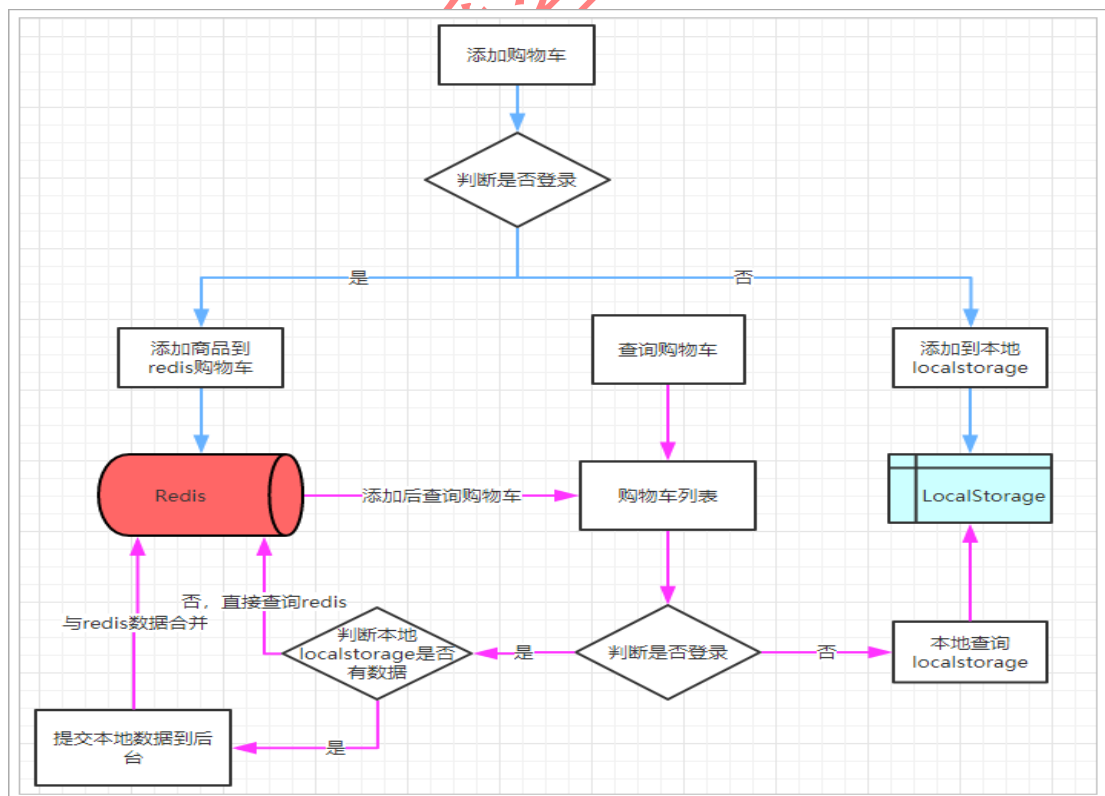 添加购物车
判断是否登录
是
否
添加商品到
redis购物车
查询购物车
添加到本地
localstorage
Redis
添加后查询购物车
购物车列表
LocalStorage
否，直接查询redis
与redis数据合并
判断本地
localstorage是否
有数据
是
判断是否登录
否
本地查询
localstorage
提交本地数据到后
台
是